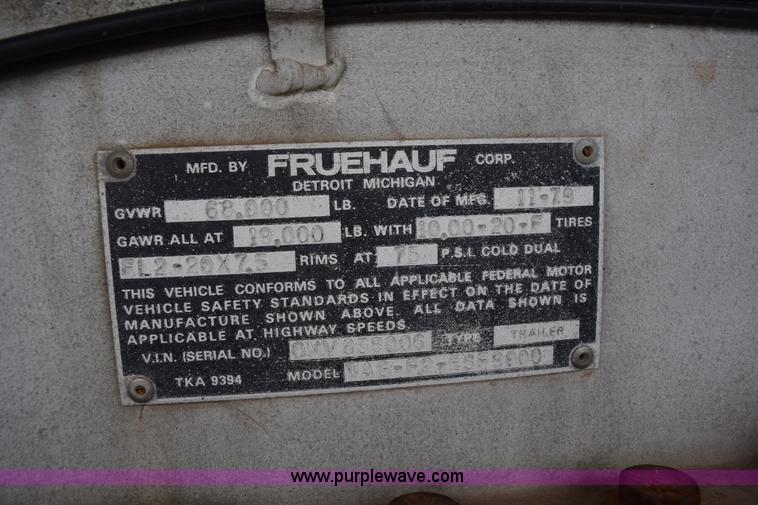 MFD. BY FRUEHAUF CORP.
DETROIT MICHIGAN
GVWR 68,000 LB. DATE OF MFG. 11-79
GAWR ALL AT 19,000 LB. WITH 10.00-20-F TIRES
RIMS AT 75 P.S.I. COLD DUAL
THIS VEHICLE CONFORMS TO ALL APPLICABLE FEDERAL MOTOR
VEHICLE SAFETY STANDARDS IN EFFECT ON THE DATE OF
MANUFACTURE SHOWN ABOVE. ALL DATA SHOWN IS
APPLICABLE AT HIGHWAY SPEEDS.
V.I.N. (SERIAL NO.) TYPE TRAILER
TKA 9394 MODEL
www.purplewave.com